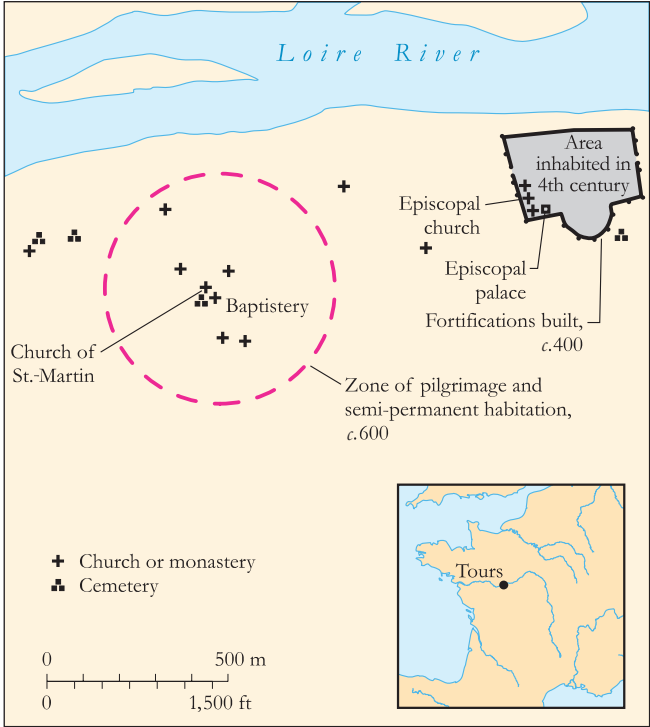 Loire River
Area
inhabited in
4th century
Episcopal
church
Episcopal
palace
Fortifications built,
c.400
Baptistery
Church of
St.-Martin
Zone of pilgrimage and
semi-permanent habitation,
c.600
Church or monastery
Cemetery
0 500 m
0 1,500 ft
Tours